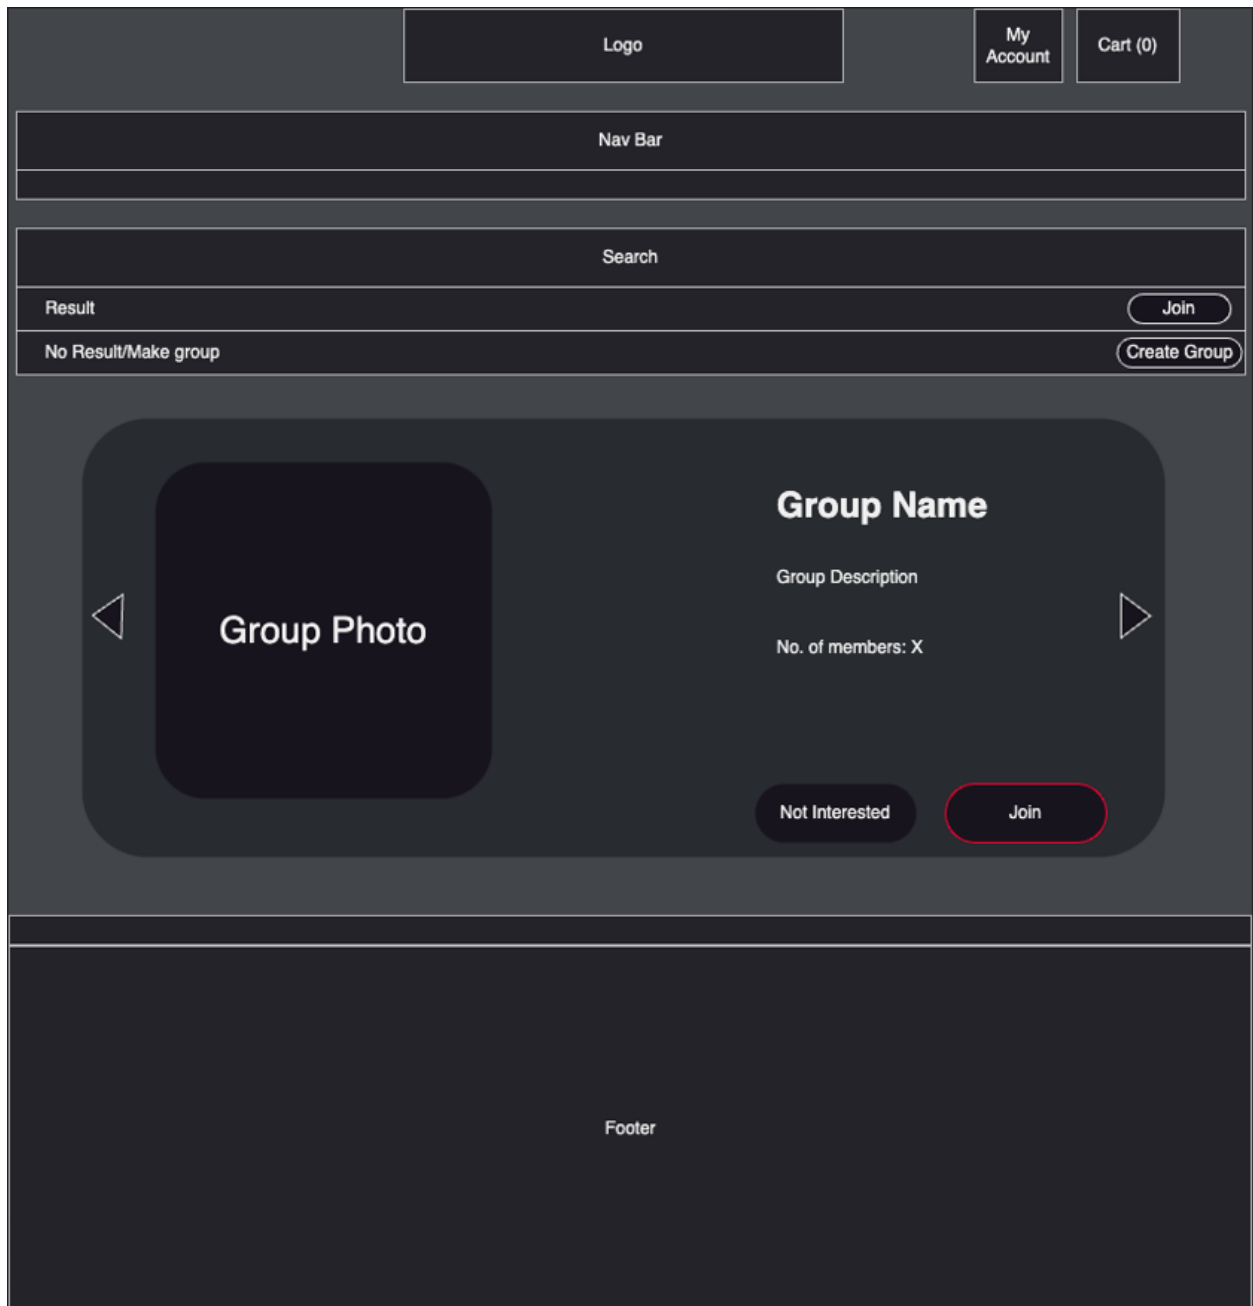 Logo
My
Account
Cart (0)
Nav Bar
Search
Result
Join
No Result/Make group
Create Group
Group Photo
Group Name
Group Description
No. of members: X
Not Interested
Join
Footer